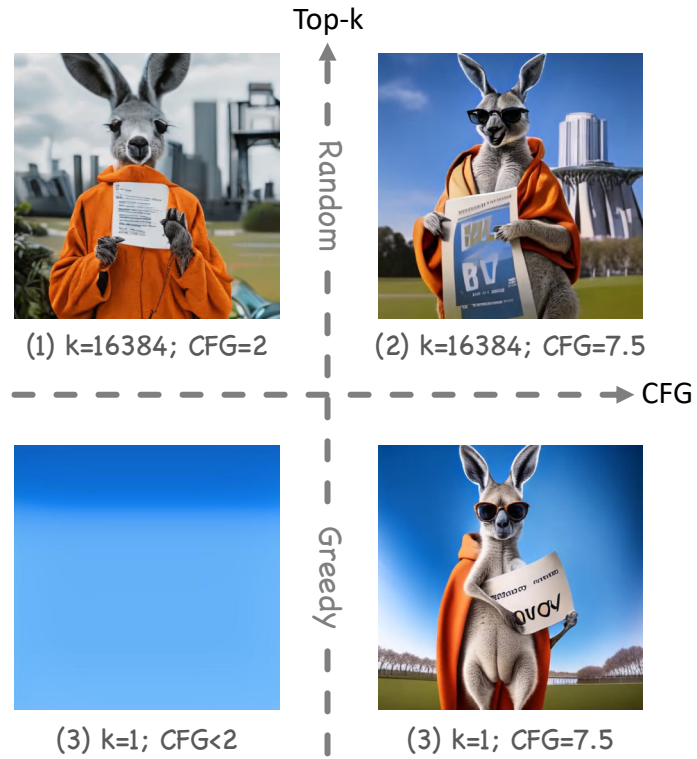 Top-k
Random
(1) k=16384; CFG=2
(2) k=16384; CFG=7.5
CFG
Greedy
(3) k=1; CFG<2
(3) k=1; CFG=7.5